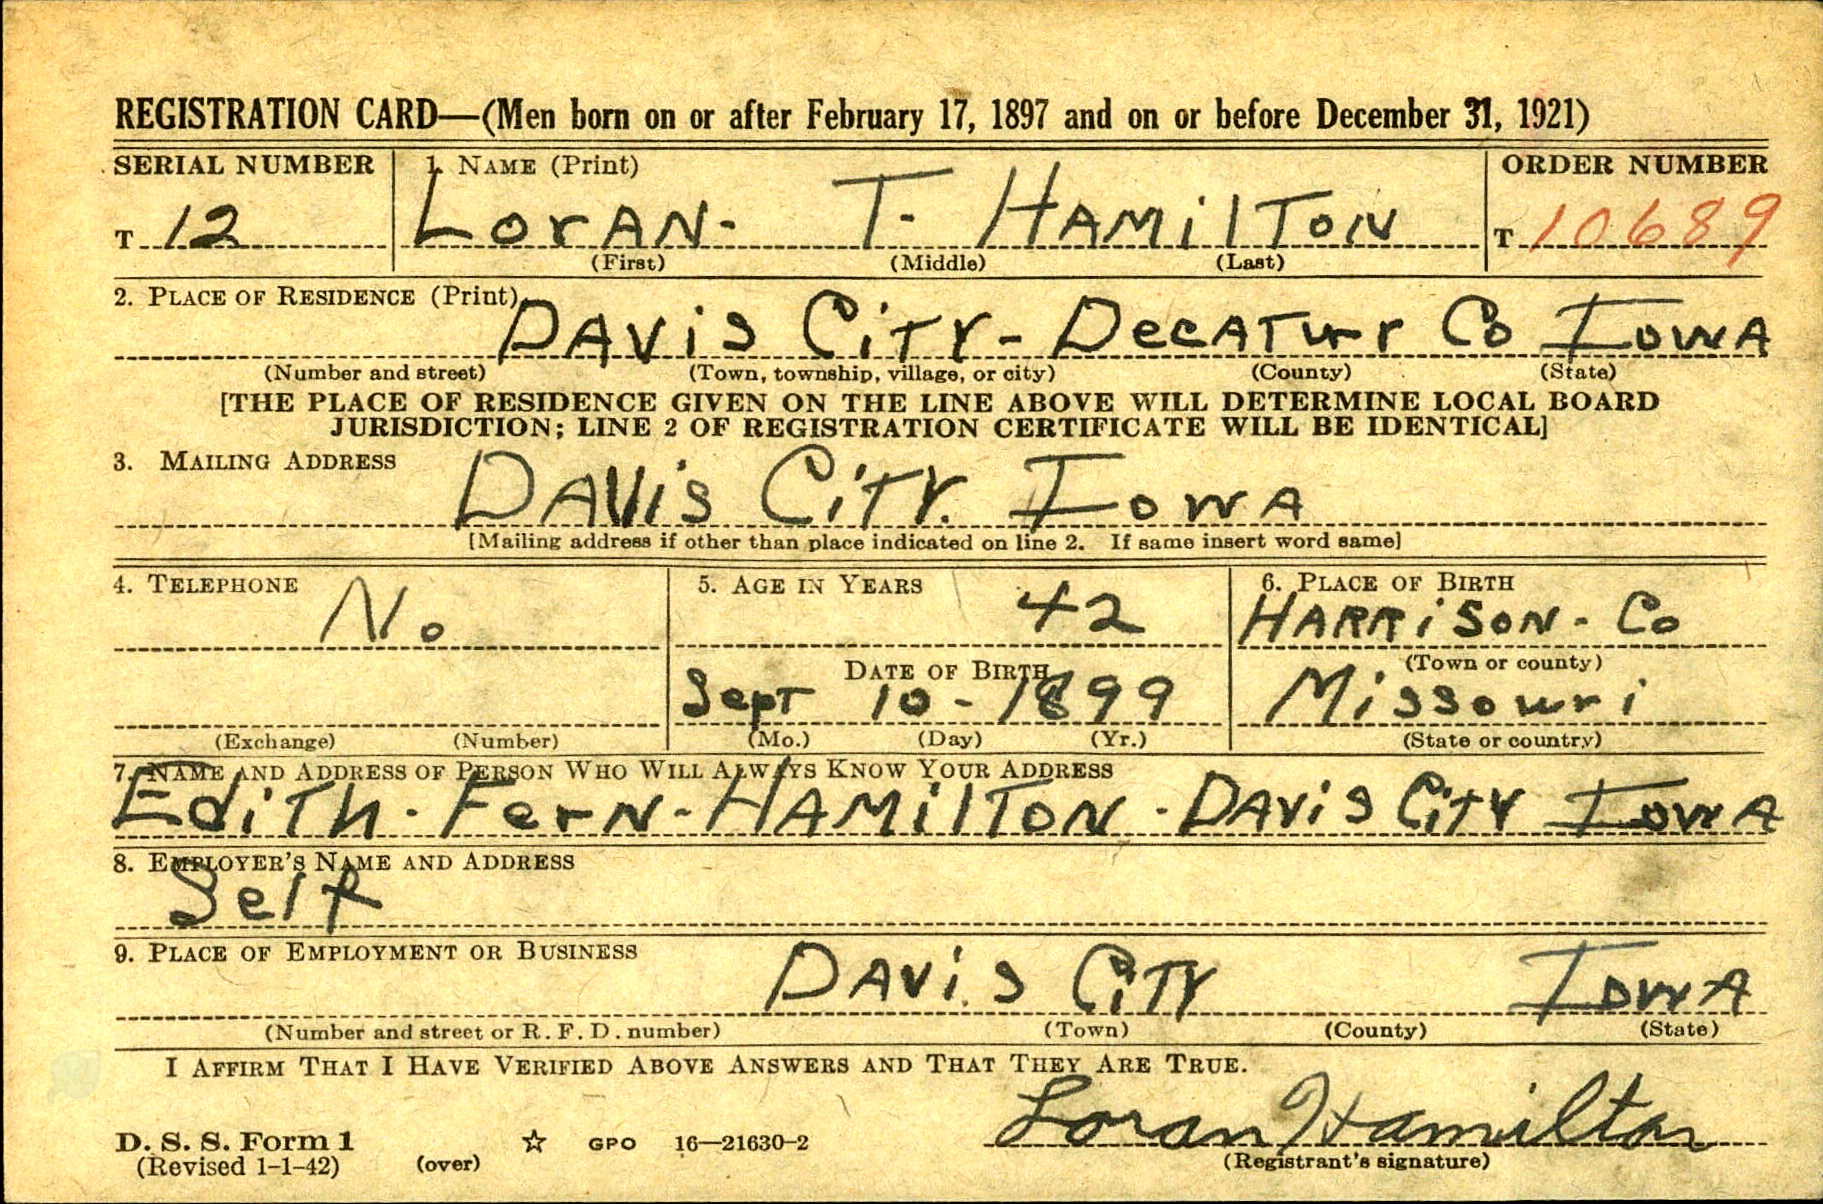 REGISTRATION CARD—(Men born on or after February 17, 1897 and on or before December 31, 1921)
SERIAL NUMBER 1. NAME (Print) ORDER NUMBER
T 12 LorAN- T- HAMilTON T 10689
(First) (Middle) (Last)
2. PLACE OF RESIDENCE (Print)
DAViS CiTY - DecATur Co IOWA
(Number and street) (Town, township, village, or city) (County) (State)
[THE PLACE OF RESIDENCE GIVEN ON THE LINE ABOVE WILL DETERMINE LOCAL BOARD
JURISDICTION; LINE 2 OF REGISTRATION CERTIFICATE WILL BE IDENTICAL]
3. MAILING ADDRESS DAViS CiTY. IOWA
[Mailing address if other than place indicated on line 2. If same insert word same]
4. TELEPHONE 5. AGE IN YEARS 6. PLACE OF BIRTH
No 42 HARRiSON - Co
DATE OF BIRTH (Town or county)
SepT 10 - 1899 Missouri
(Exchange) (Number) (Mo.) (Day) (Yr.) (State or country)
7. NAME AND ADDRESS OF PERSON WHO WILL ALWAYS KNOW YOUR ADDRESS
EdiTh - FerN - HAMilTON - DAViS CiTY IOWA
8. EMPLOYER'S NAME AND ADDRESS
Self
9. PLACE OF EMPLOYMENT OR BUSINESS
DAViS CiTY IOWA
(Number and street or R. F. D. number) (Town) (County) (State)
I AFFIRM THAT I HAVE VERIFIED ABOVE ANSWERS AND THAT THEY ARE TRUE.
Loran Hamilton
D. S. S. Form 1 ☆ GPO 16—21630-2
(Revised 1-1-42) (over) (Registrant's signature)